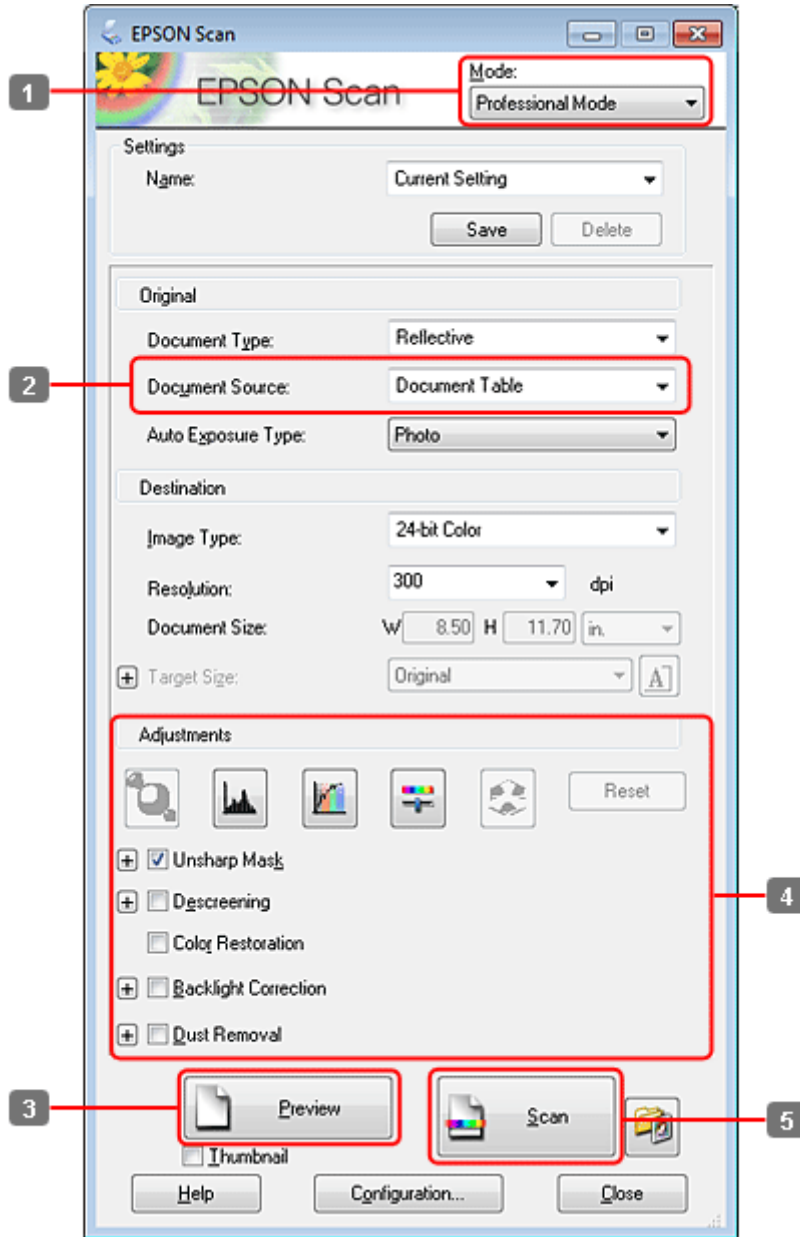 EPSON Scan
EPSON Scan
Mode:
1
Professional Mode
Settings
Name: Current Setting
Save Delete
Original
Document Type: Reflective
2 Document Source: Document Table
Auto Exposure Type: Photo
Destination
Image Type: 24-bit Color
Resolution: 300 dpi
Document Size: W 8.50 H 11.70 in.
Target Size: Original A
Adjustments
Reset
Unsharp Mask
Descreening
4
Color Restoration
Backlight Correction
Dust Removal
3 Preview Scan 5
Thumbnail
Help Configuration... Close